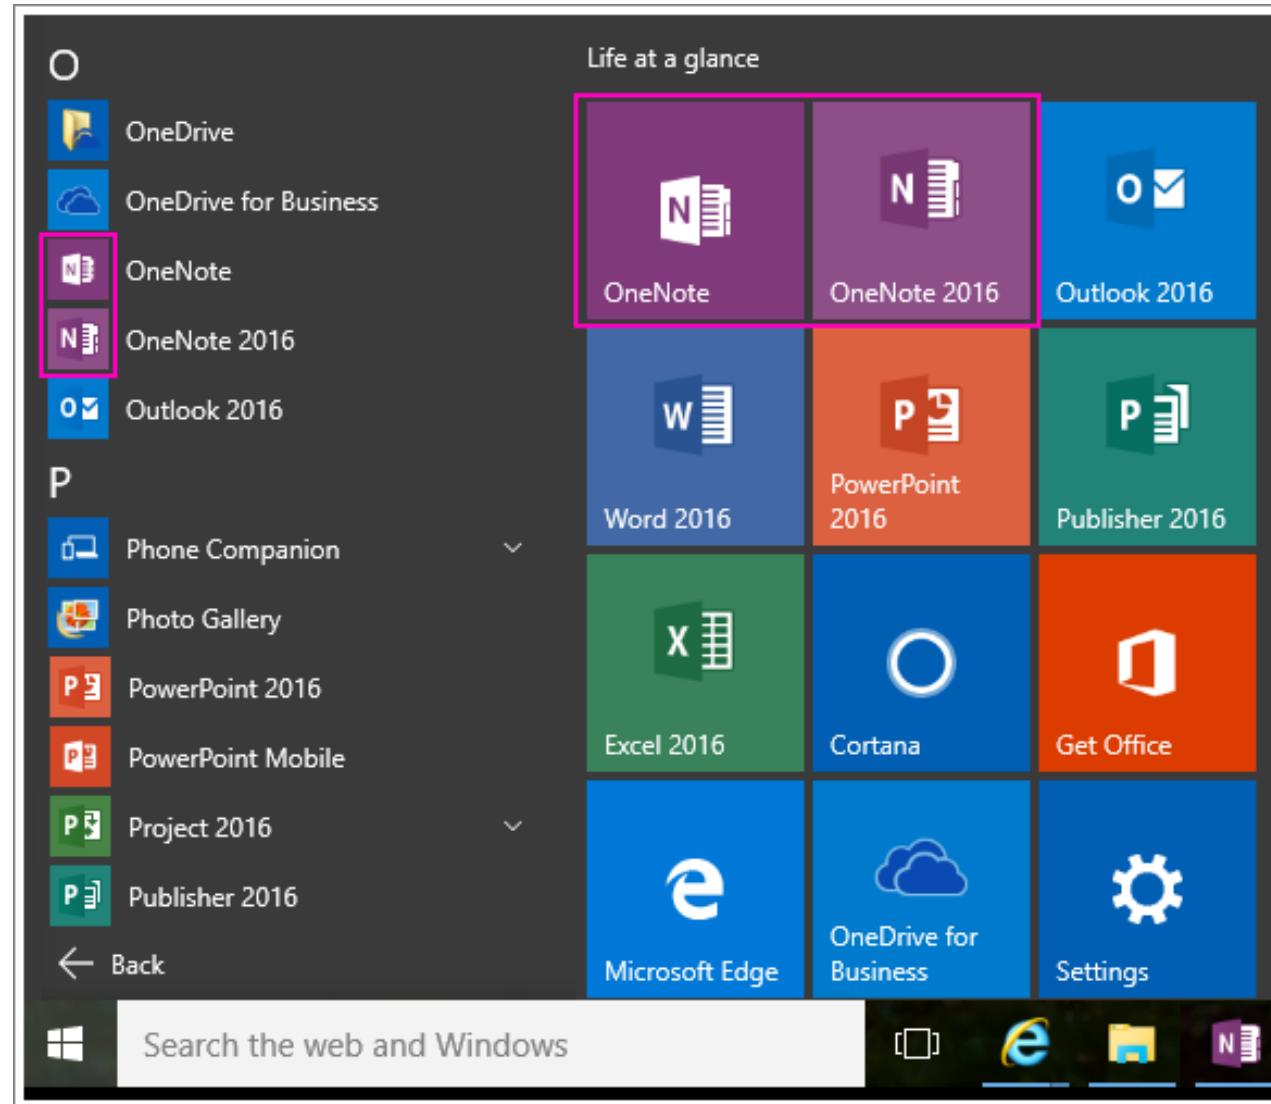 O
OneDrive
OneDrive for Business
N OneNote
N OneNote 2016
O Outlook 2016
P
Phone Companion
Photo Gallery
P PowerPoint 2016
P PowerPoint Mobile
P Project 2016
P Publisher 2016
Back
Life at a glance
N
OneNote
N
OneNote 2016
O
Outlook 2016
W
Word 2016
P
PowerPoint
2016
P
Publisher 2016
X
Excel 2016
Cortana
Get Office
Microsoft Edge
OneDrive for
Business
Settings
Search the web and Windows
N